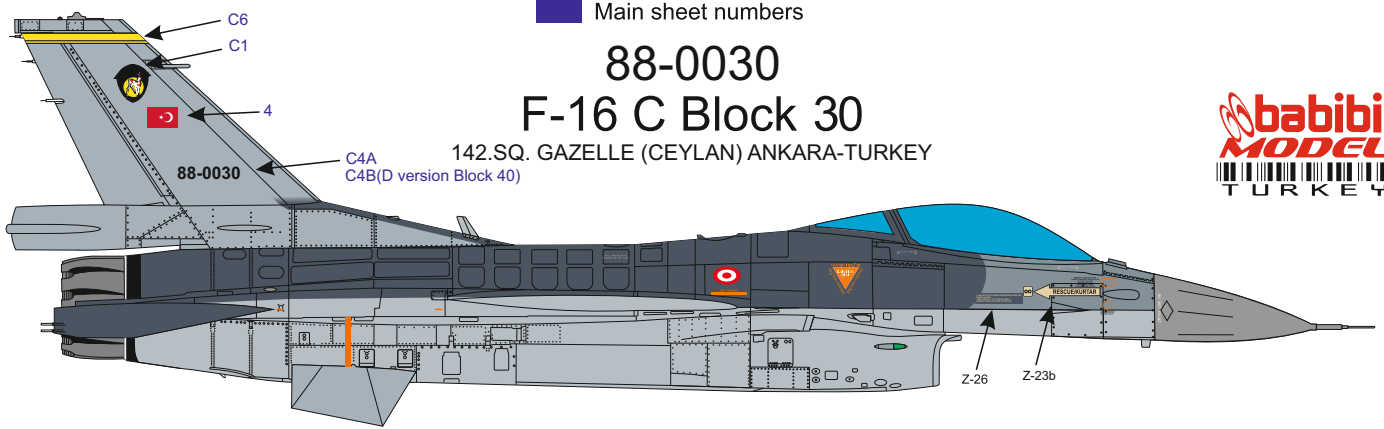 Main sheet numbers
88-0030
F-16 C Block 30
142.SQ. GAZELLE (CEYLAN) ANKARA-TURKEY
babibi
MODEL
TURKEY
C6
C1
4
C4A
C4B(D version Block 40)
88-0030
RESCUE/KURTAR
Z-26
Z-23b